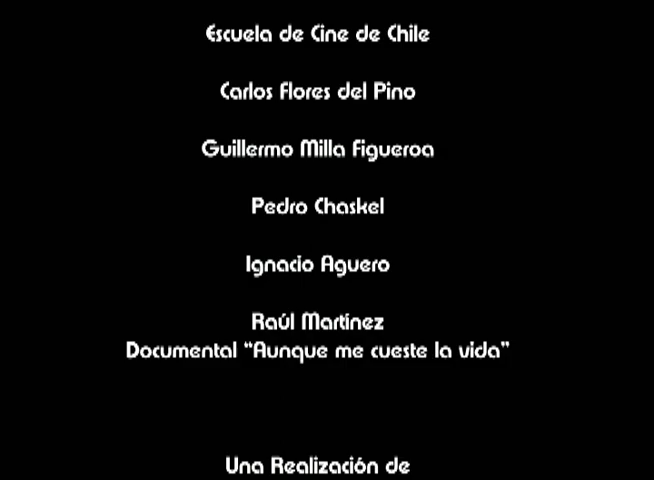 Escuela de Cine de Chile
Carlos Flores del Pino
Guillermo Milla Figueroa
Pedro Chaskel
Ignacio Aguero
Raúl Martinez
Documental “Aunque me cueste la vida”
Una Realización de